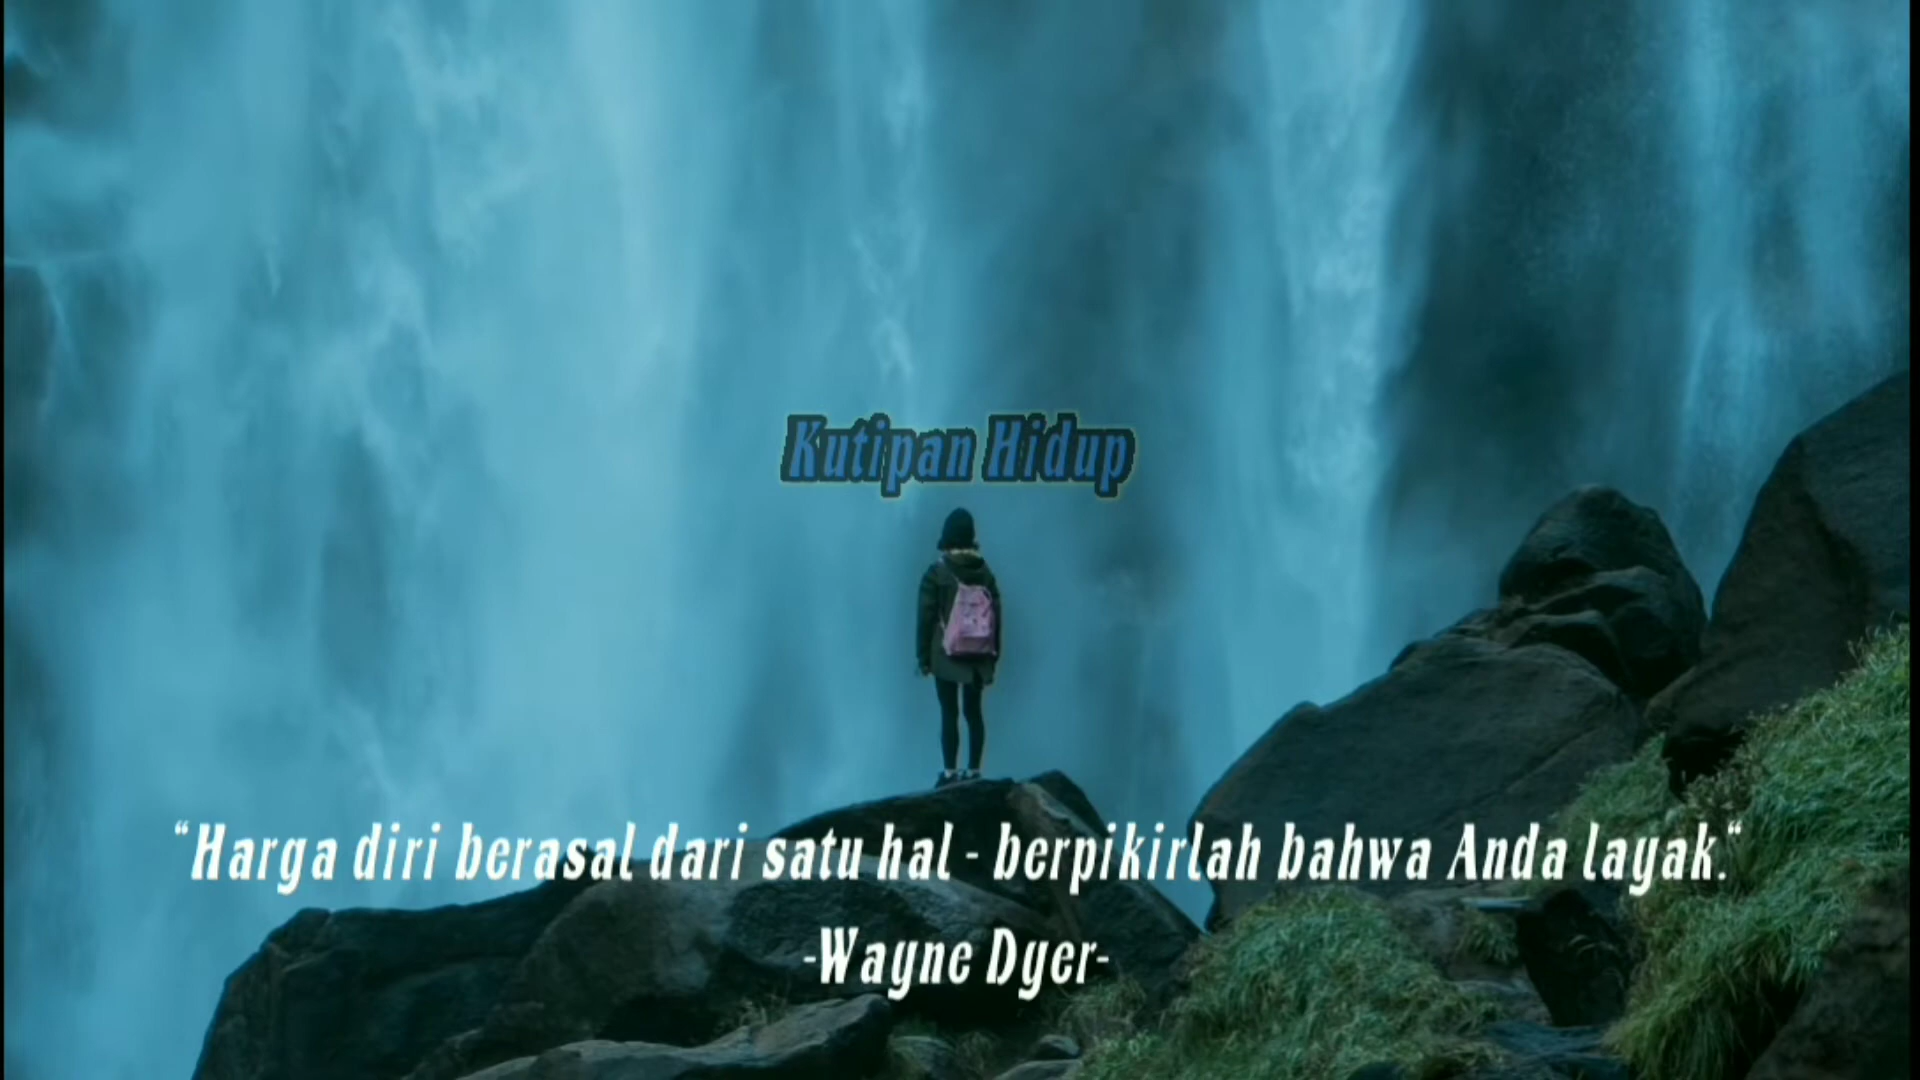 Kutipan Hidup
"Harga diri berasal dari satu hal - berpikirlah bahwa Anda layak."
-Wayne Dyer-